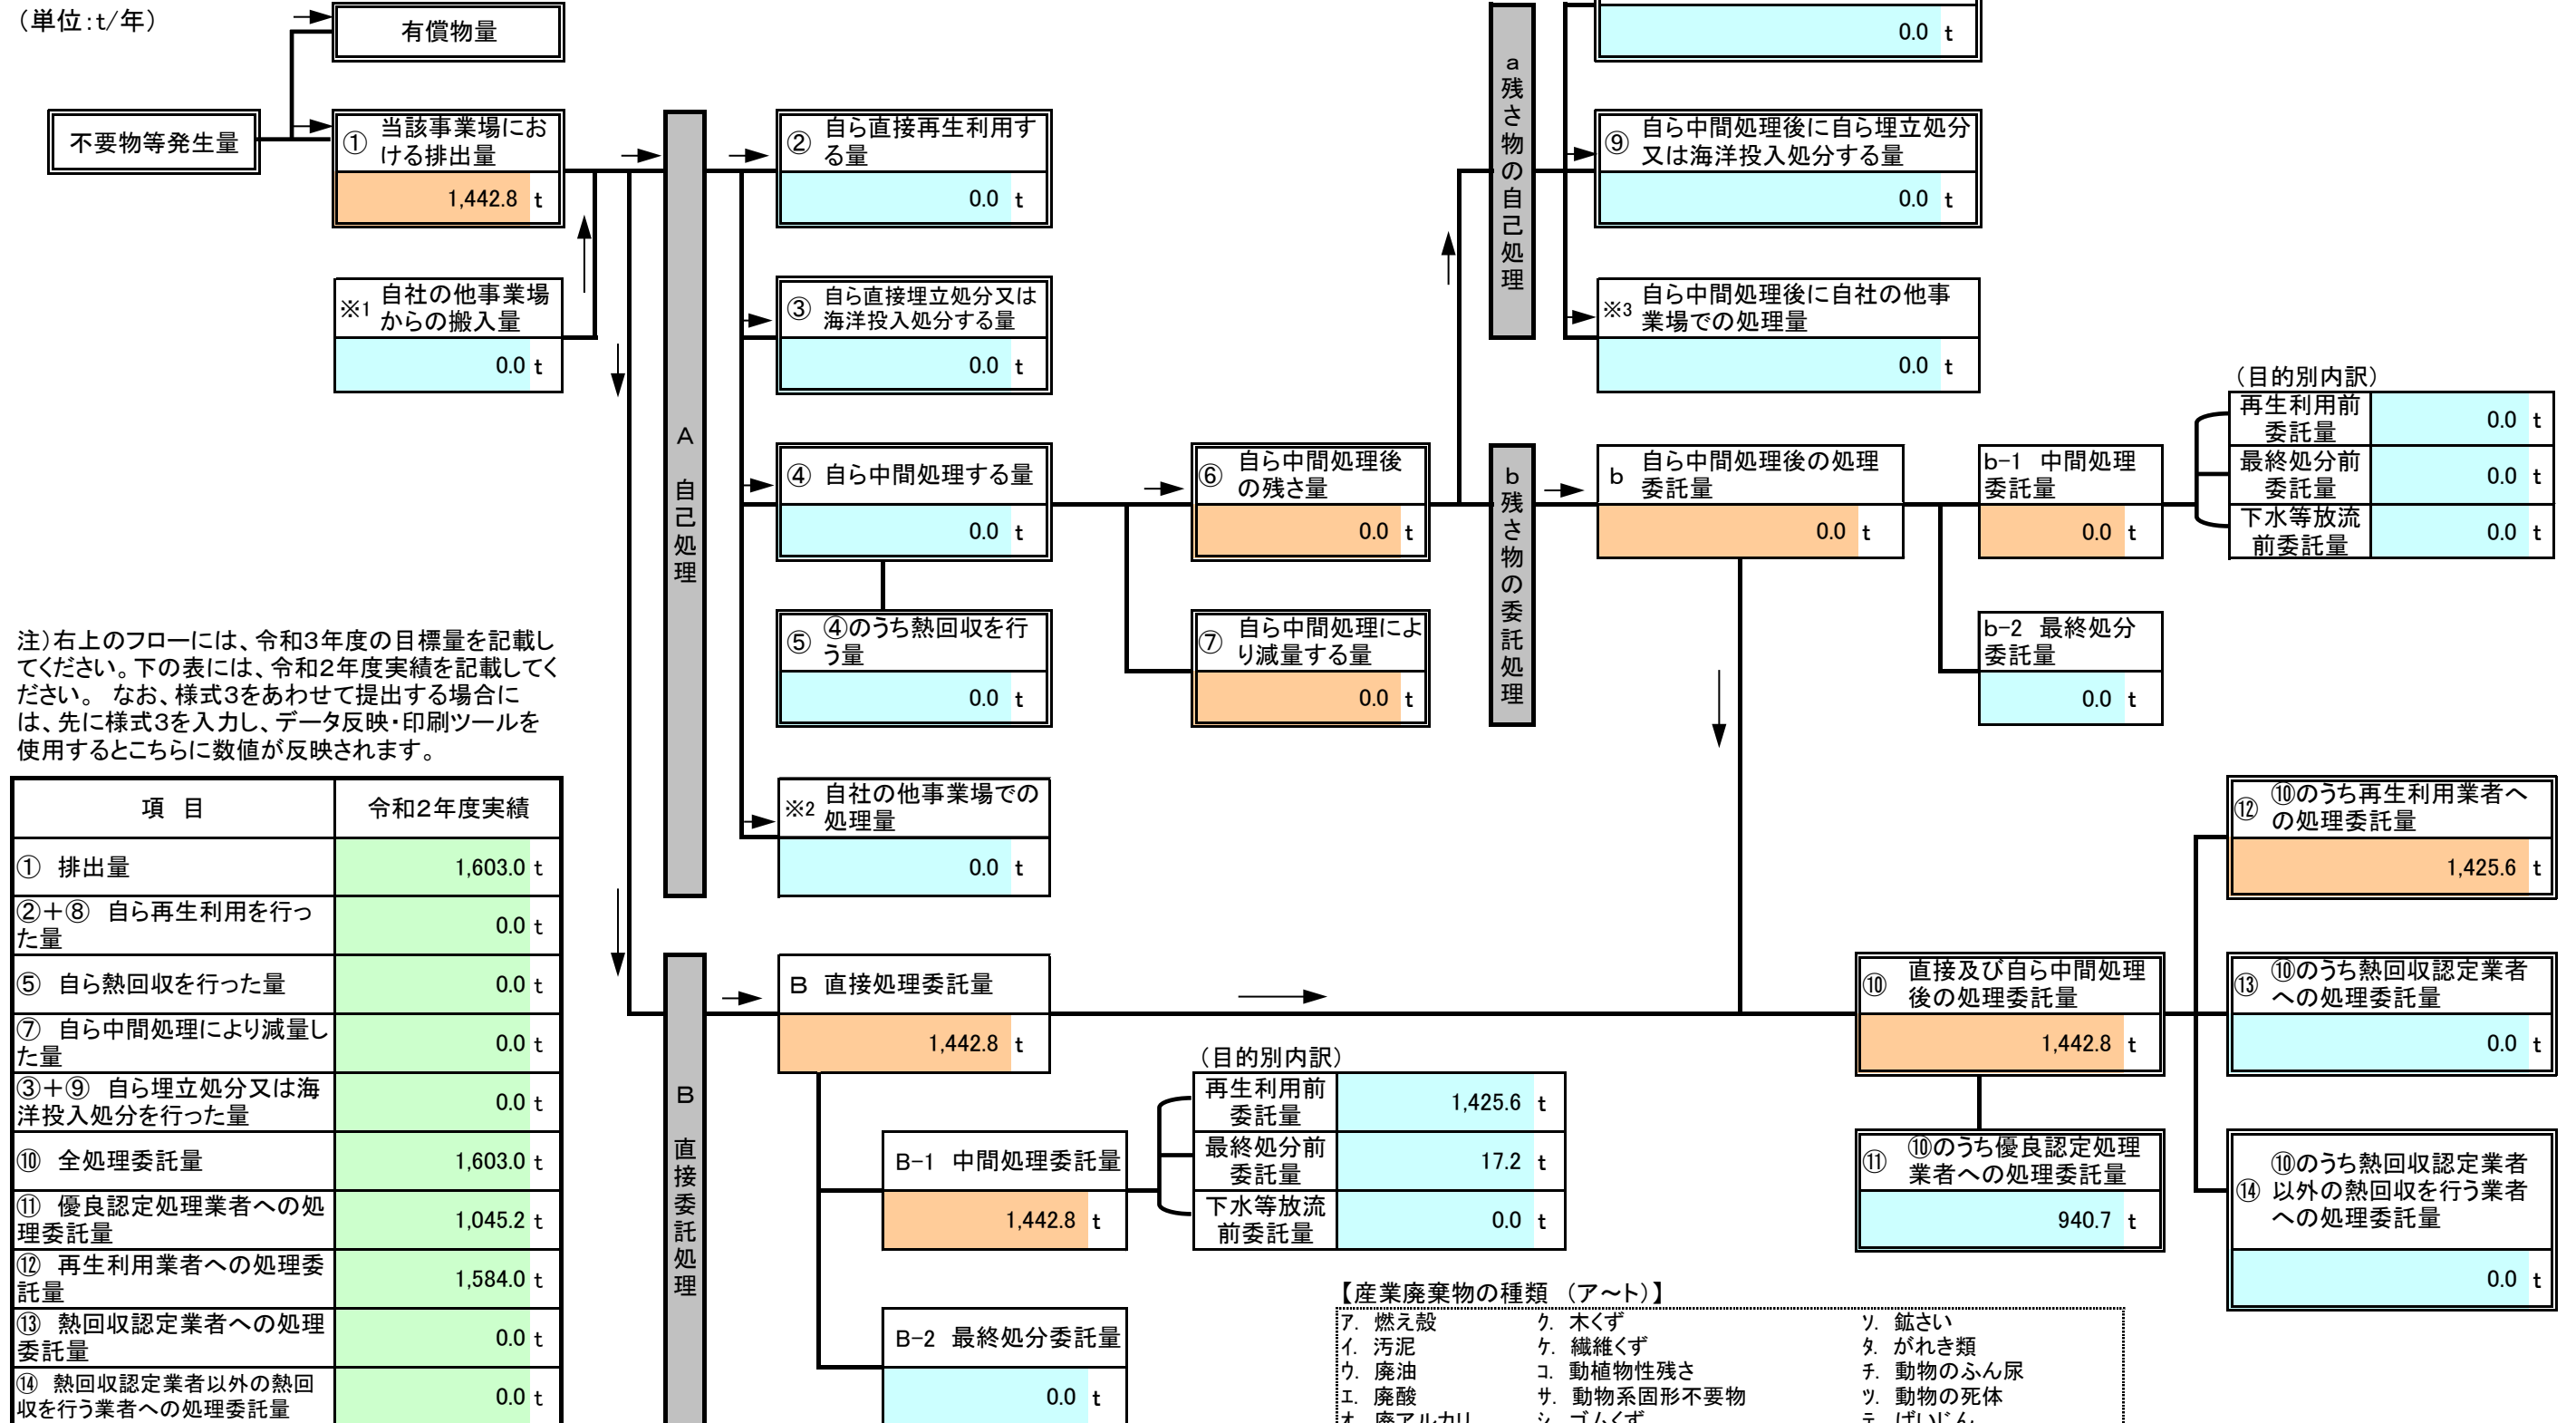 （単位：t/年）
有償物量
不要物等発生量
① 当該事業場にお
ける排出量
1,442.8 t
※1 自社の他事業場
からの搬入量
0.0 t
A 自己処理
② 自ら直接再生利用す
る量
0.0 t
③ 自ら直接埋立処分又は
海洋投入処分する量
0.0 t
④ 自ら中間処理する量
0.0 t
⑤ ④のうち熱回収を行
う量
0.0 t
※2 自社の他事業場での
処理量
0.0 t
⑥ 自ら中間処理後
の残さ量
0.0 t
⑦ 自ら中間処理によ
り減量する量
0.0 t
a 残さ物の自己処理
0.0 t
⑨ 自ら中間処理後に自ら埋立処分
又は海洋投入処分する量
0.0 t
※3 自ら中間処理後に自社の他事
業場での処理量
0.0 t
b 残さ物の委託処理
b 自ら中間処理後の処理
委託量
0.0 t
b-1 中間処理
委託量
0.0 t
（目的別内訳）
再生利用前
委託量
0.0 t
最終処分前
委託量
0.0 t
下水等放流
前委託量
0.0 t
b-2 最終処分
委託量
0.0 t
注）右上のフローには、令和３年度の目標量を記載し
てください。下の表には、令和２年度実績を記載してく
ださい。 なお、様式３をあわせて提出する場合に
は、先に様式３を入力し、データ反映・印刷ツールを
使用するとこちらに数値が反映されます。
項 目 令和２年度実績
① 排出量 1,603.0 t
②＋⑧ 自ら再生利用を行っ
た量
0.0 t
⑤ 自ら熱回収を行った量 0.0 t
⑦ 自ら中間処理により減量し
た量
0.0 t
③＋⑨ 自ら埋立処分又は海
洋投入処分を行った量
0.0 t
⑩ 全処理委託量 1,603.0 t
⑪ 優良認定処理業者への処
理委託量
1,045.2 t
⑫ 再生利用業者への処理委
託量
1,584.0 t
⑬ 熱回収認定業者への処理
委託量
0.0 t
⑭ 熱回収認定業者以外の熱回
収を行う業者への処理委託量
0.0 t
B 直接委託処理
B 直接処理委託量
1,442.8 t
B-1 中間処理委託量
1,442.8 t
（目的別内訳）
再生利用前
委託量
1,425.6 t
最終処分前
委託量
17.2 t
下水等放流
前委託量
0.0 t
B-2 最終処分委託量
0.0 t
⑩ 直接及び自ら中間処理
後の処理委託量
1,442.8 t
⑪ ⑩のうち優良認定処理
業者への処理委託量
940.7 t
⑫ ⑩のうち再生利用業者へ
の処理委託量
1,425.6 t
⑬ ⑩のうち熱回収認定業者
への処理委託量
0.0 t
⑩のうち熱回収認定業者
⑭ 以外の熱回収を行う業者
への処理委託量
0.0 t
【産業廃棄物の種類 （ア～ト）】
ｱ. 燃え殻 ｸ. 木くず ｿ. 鉱さい
ｲ. 汚泥 ｹ. 繊維くず ﾀ. がれき類
ｳ. 廃油 ｺ. 動植物性残さ ﾁ. 動物のふん尿
ｴ. 廃酸 ｻ. 動物系固形不要物 ﾂ. 動物の死体
ｵ. 廃アルカリ ｼ. ゴムくず ﾃ. ばいじん